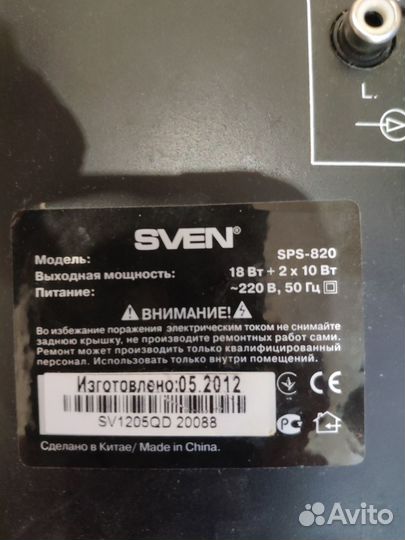 L
SVEN®
Модель: SPS-820
Выходная мощность: 18 Вт + 2 x 10 Вт
Питание: ~220 В, 50 Гц
ВНИМАНИЕ!
Во избежание поражения электрическим током не снимайте
заднюю крышку, не производите ремонтных работ сами.
Ремонт может производить только квалифицированный
персонал. Использовать только внутри помещений.
Изготовлено:05.2012
SV1205QD 20088
CE
Сделано в Китае/ Made in China.
Avito